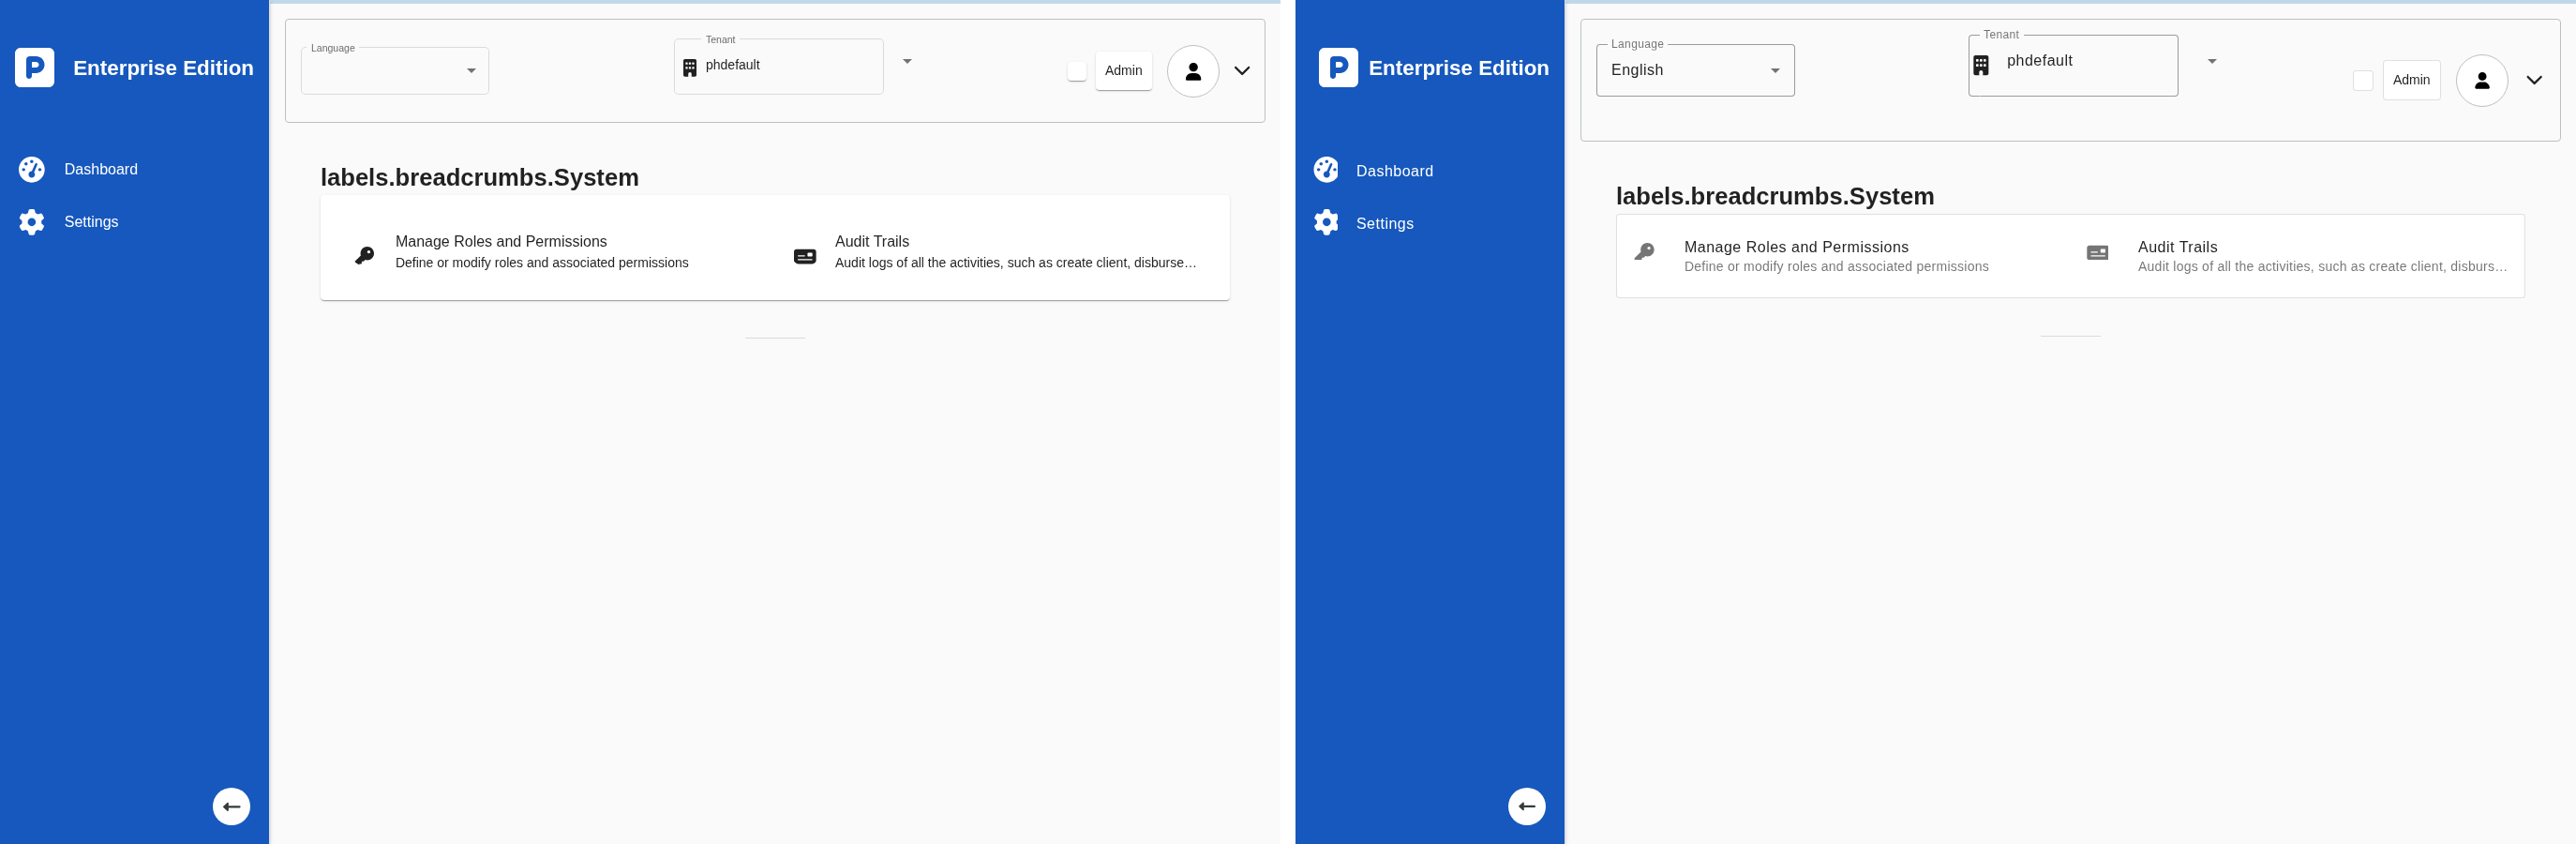 Enterprise Edition
Language
Tenant
phdefault
Admin
Dashboard
Settings
labels.breadcrumbs.System
Manage Roles and Permissions
Define or modify roles and associated permissions
Audit Trails
Audit logs of all the activities, such as create client, disburse…
Enterprise Edition
Language
English
Tenant
phdefault
Admin
Dashboard
Settings
labels.breadcrumbs.System
Manage Roles and Permissions
Define or modify roles and associated permissions
Audit Trails
Audit logs of all the activities, such as create client, disburs…